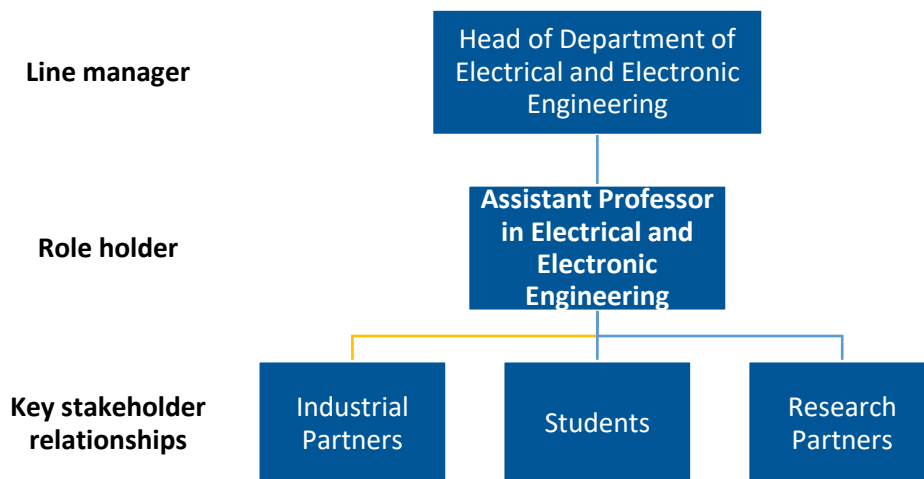 Line manager
Head of Department of
Electrical and Electronic
Engineering
Role holder
Assistant Professor
in Electrical and
Electronic
Engineering
Key stakeholder
relationships
Industrial
Partners
Students
Research
Partners